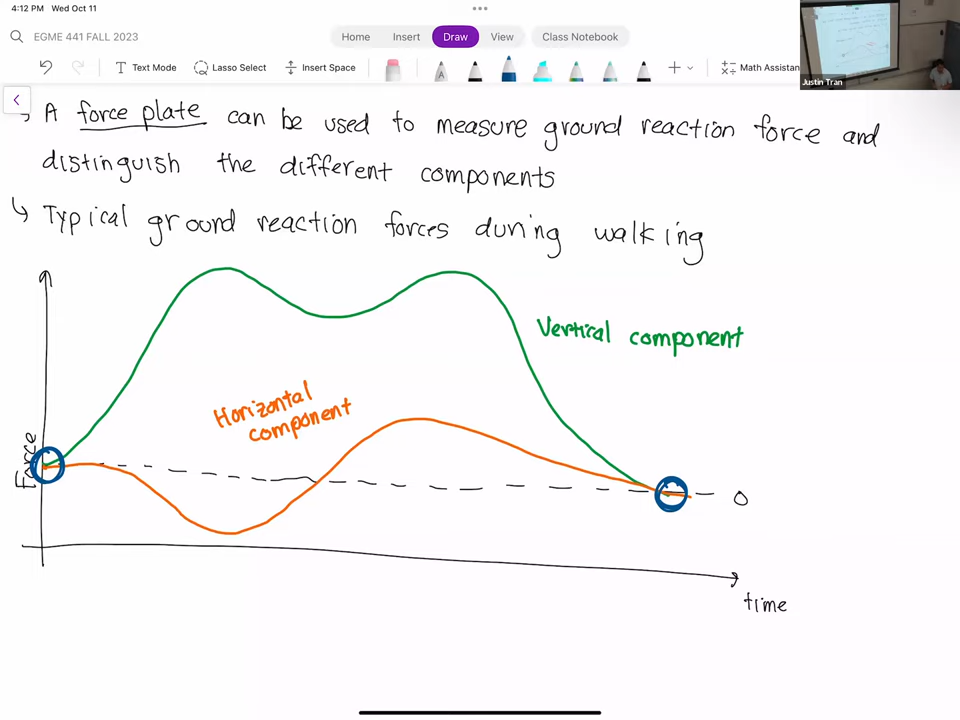 4:12 PM Wed Oct 11
EGME 441 FALL 2023
Home Insert Draw View Class Notebook
Text Mode Lasso Select Insert Space Math Assistan
Justin Tran
↳ A force plate can be used to measure ground reaction force and
distinguish the different components
↳ Typical ground reaction forces during walking
Vertical component
Horizontal
component
Force
0
time